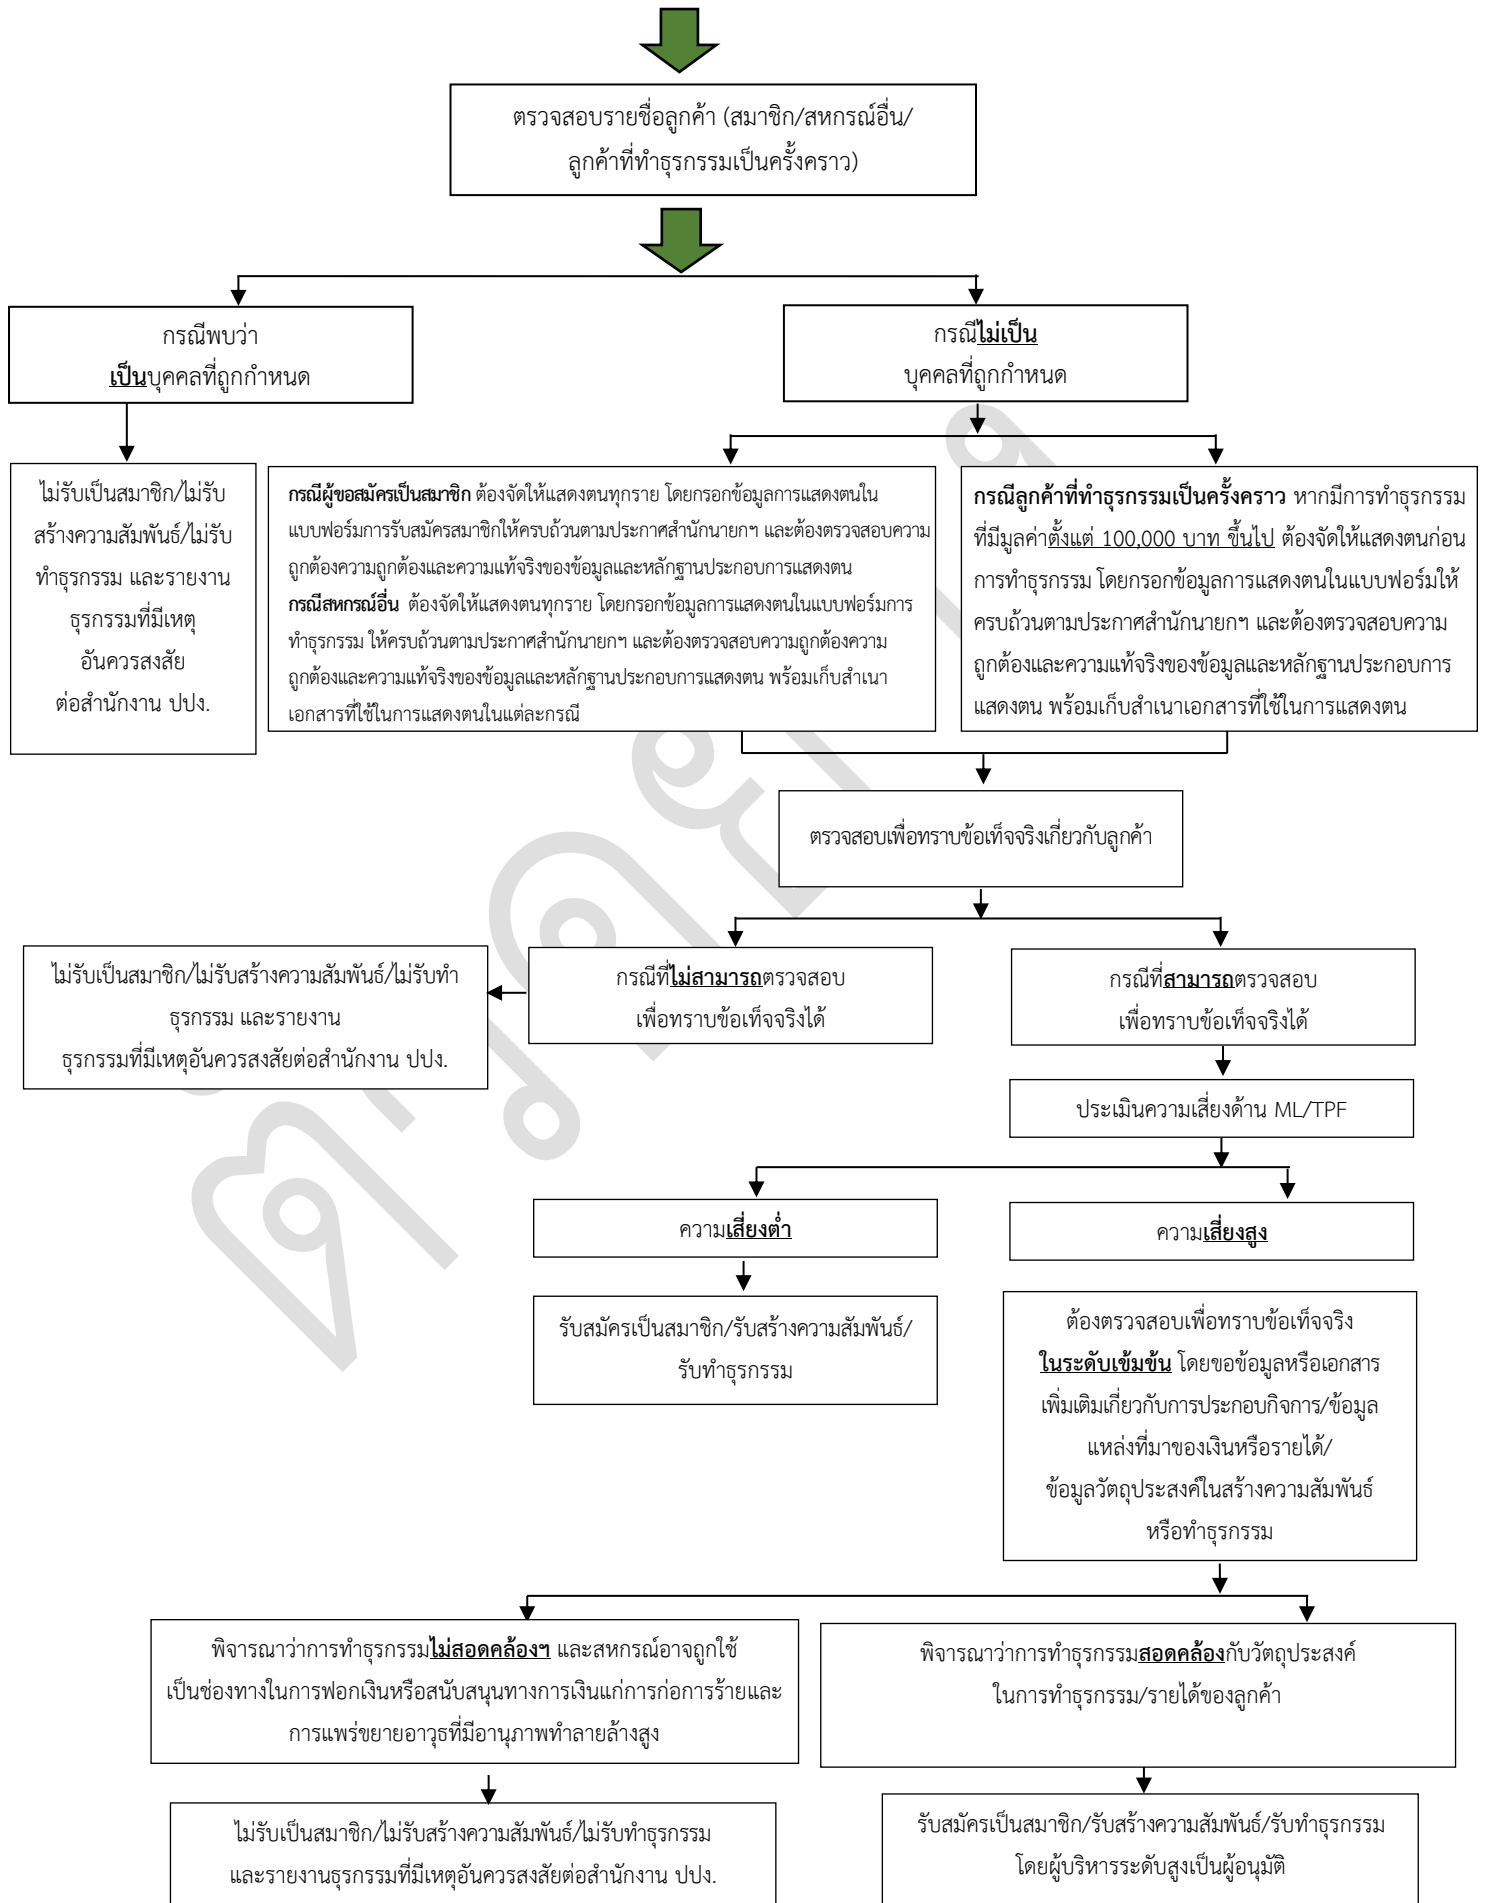 ตรวจสอบรายชื่อลูกค้า (สมาชิก/สหกรณ์อื่น/
ลูกค้าที่ทำธุรกรรมเป็นครั้งคราว)
กรณีพบว่า
เป็นบุคคลที่ถูกกำหนด
กรณีไม่เป็น
บุคคลที่ถูกกำหนด
ไม่รับเป็นสมาชิก/ไม่รับ
สร้างความสัมพันธ์/ไม่รับ
ทำธุรกรรม และรายงาน
ธุรกรรมที่มีเหตุ
อันควรสงสัย
ต่อสำนักงาน ปปง.
กรณีผู้ขอสมัครเป็นสมาชิก ต้องจัดให้แสดงตนทุกราย โดยกรอกข้อมูลการแสดงตนใน
แบบฟอร์มการรับสมัครสมาชิกให้ครบถ้วนตามประกาศสำนักนายกฯ และต้องตรวจสอบความ
ถูกต้องความถูกต้องและความแท้จริงของข้อมูลและหลักฐานประกอบการแสดงตน
กรณีสหกรณ์อื่น ต้องจัดให้แสดงตนทุกราย โดยกรอกข้อมูลการแสดงตนในแบบฟอร์มการ
ทำธุรกรรม ให้ครบถ้วนตามประกาศสำนักนายกฯ และต้องตรวจสอบความถูกต้องความ
ถูกต้องและความแท้จริงของข้อมูลและหลักฐานประกอบการแสดงตน พร้อมเก็บสำเนา
เอกสารที่ใช้ในการแสดงตนในแต่ละกรณี
กรณีลูกค้าที่ทำธุรกรรมเป็นครั้งคราว หากมีการทำธุรกรรม
ที่มีมูลค่าตั้งแต่ 100,000 บาท ขึ้นไป ต้องจัดให้แสดงตนก่อน
การทำธุรกรรม โดยกรอกข้อมูลการแสดงตนในแบบฟอร์มให้
ครบถ้วนตามประกาศสำนักนายกฯ และต้องตรวจสอบความ
ถูกต้องและความแท้จริงของข้อมูลและหลักฐานประกอบการ
แสดงตน พร้อมเก็บสำเนาเอกสารที่ใช้ในการแสดงตน
ตรวจสอบเพื่อทราบข้อเท็จจริงเกี่ยวกับลูกค้า
ไม่รับเป็นสมาชิก/ไม่รับสร้างความสัมพันธ์/ไม่รับทำ
ธุรกรรม และรายงาน
ธุรกรรมที่มีเหตุอันควรสงสัยต่อสำนักงาน ปปง.
กรณีที่ไม่สามารถตรวจสอบ
เพื่อทราบข้อเท็จจริงได้
กรณีที่สามารถตรวจสอบ
เพื่อทราบข้อเท็จจริงได้
ประเมินความเสี่ยงด้าน ML/TPF
ความเสี่ยงต่ำ
ความเสี่ยงสูง
รับสมัครเป็นสมาชิก/รับสร้างความสัมพันธ์/
รับทำธุรกรรม
ต้องตรวจสอบเพื่อทราบข้อเท็จจริง
ในระดับเข้มข้น โดยขอข้อมูลหรือเอกสาร
เพิ่มเติมเกี่ยวกับการประกอบกิจการ/ข้อมูล
แหล่งที่มาของเงินหรือรายได้/
ข้อมูลวัตถุประสงค์ในสร้างความสัมพันธ์
หรือทำธุรกรรม
พิจารณาว่าการทำธุรกรรมไม่สอดคล้องฯ และสหกรณ์อาจถูกใช้
เป็นช่องทางในการฟอกเงินหรือสนับสนุนทางการเงินแก่การก่อการร้ายและ
การแพร่ขยายอาวุธที่มีอานุภาพทำลายล้างสูง
พิจารณาว่าการทำธุรกรรมสอดคล้องกับวัตถุประสงค์
ในการทำธุรกรรม/รายได้ของลูกค้า
ไม่รับเป็นสมาชิก/ไม่รับสร้างความสัมพันธ์/ไม่รับทำธุรกรรม
และรายงานธุรกรรมที่มีเหตุอันควรสงสัยต่อสำนักงาน ปปง.
รับสมัครเป็นสมาชิก/รับสร้างความสัมพันธ์/รับทำธุรกรรม
โดยผู้บริหารระดับสูงเป็นผู้อนุมัติ